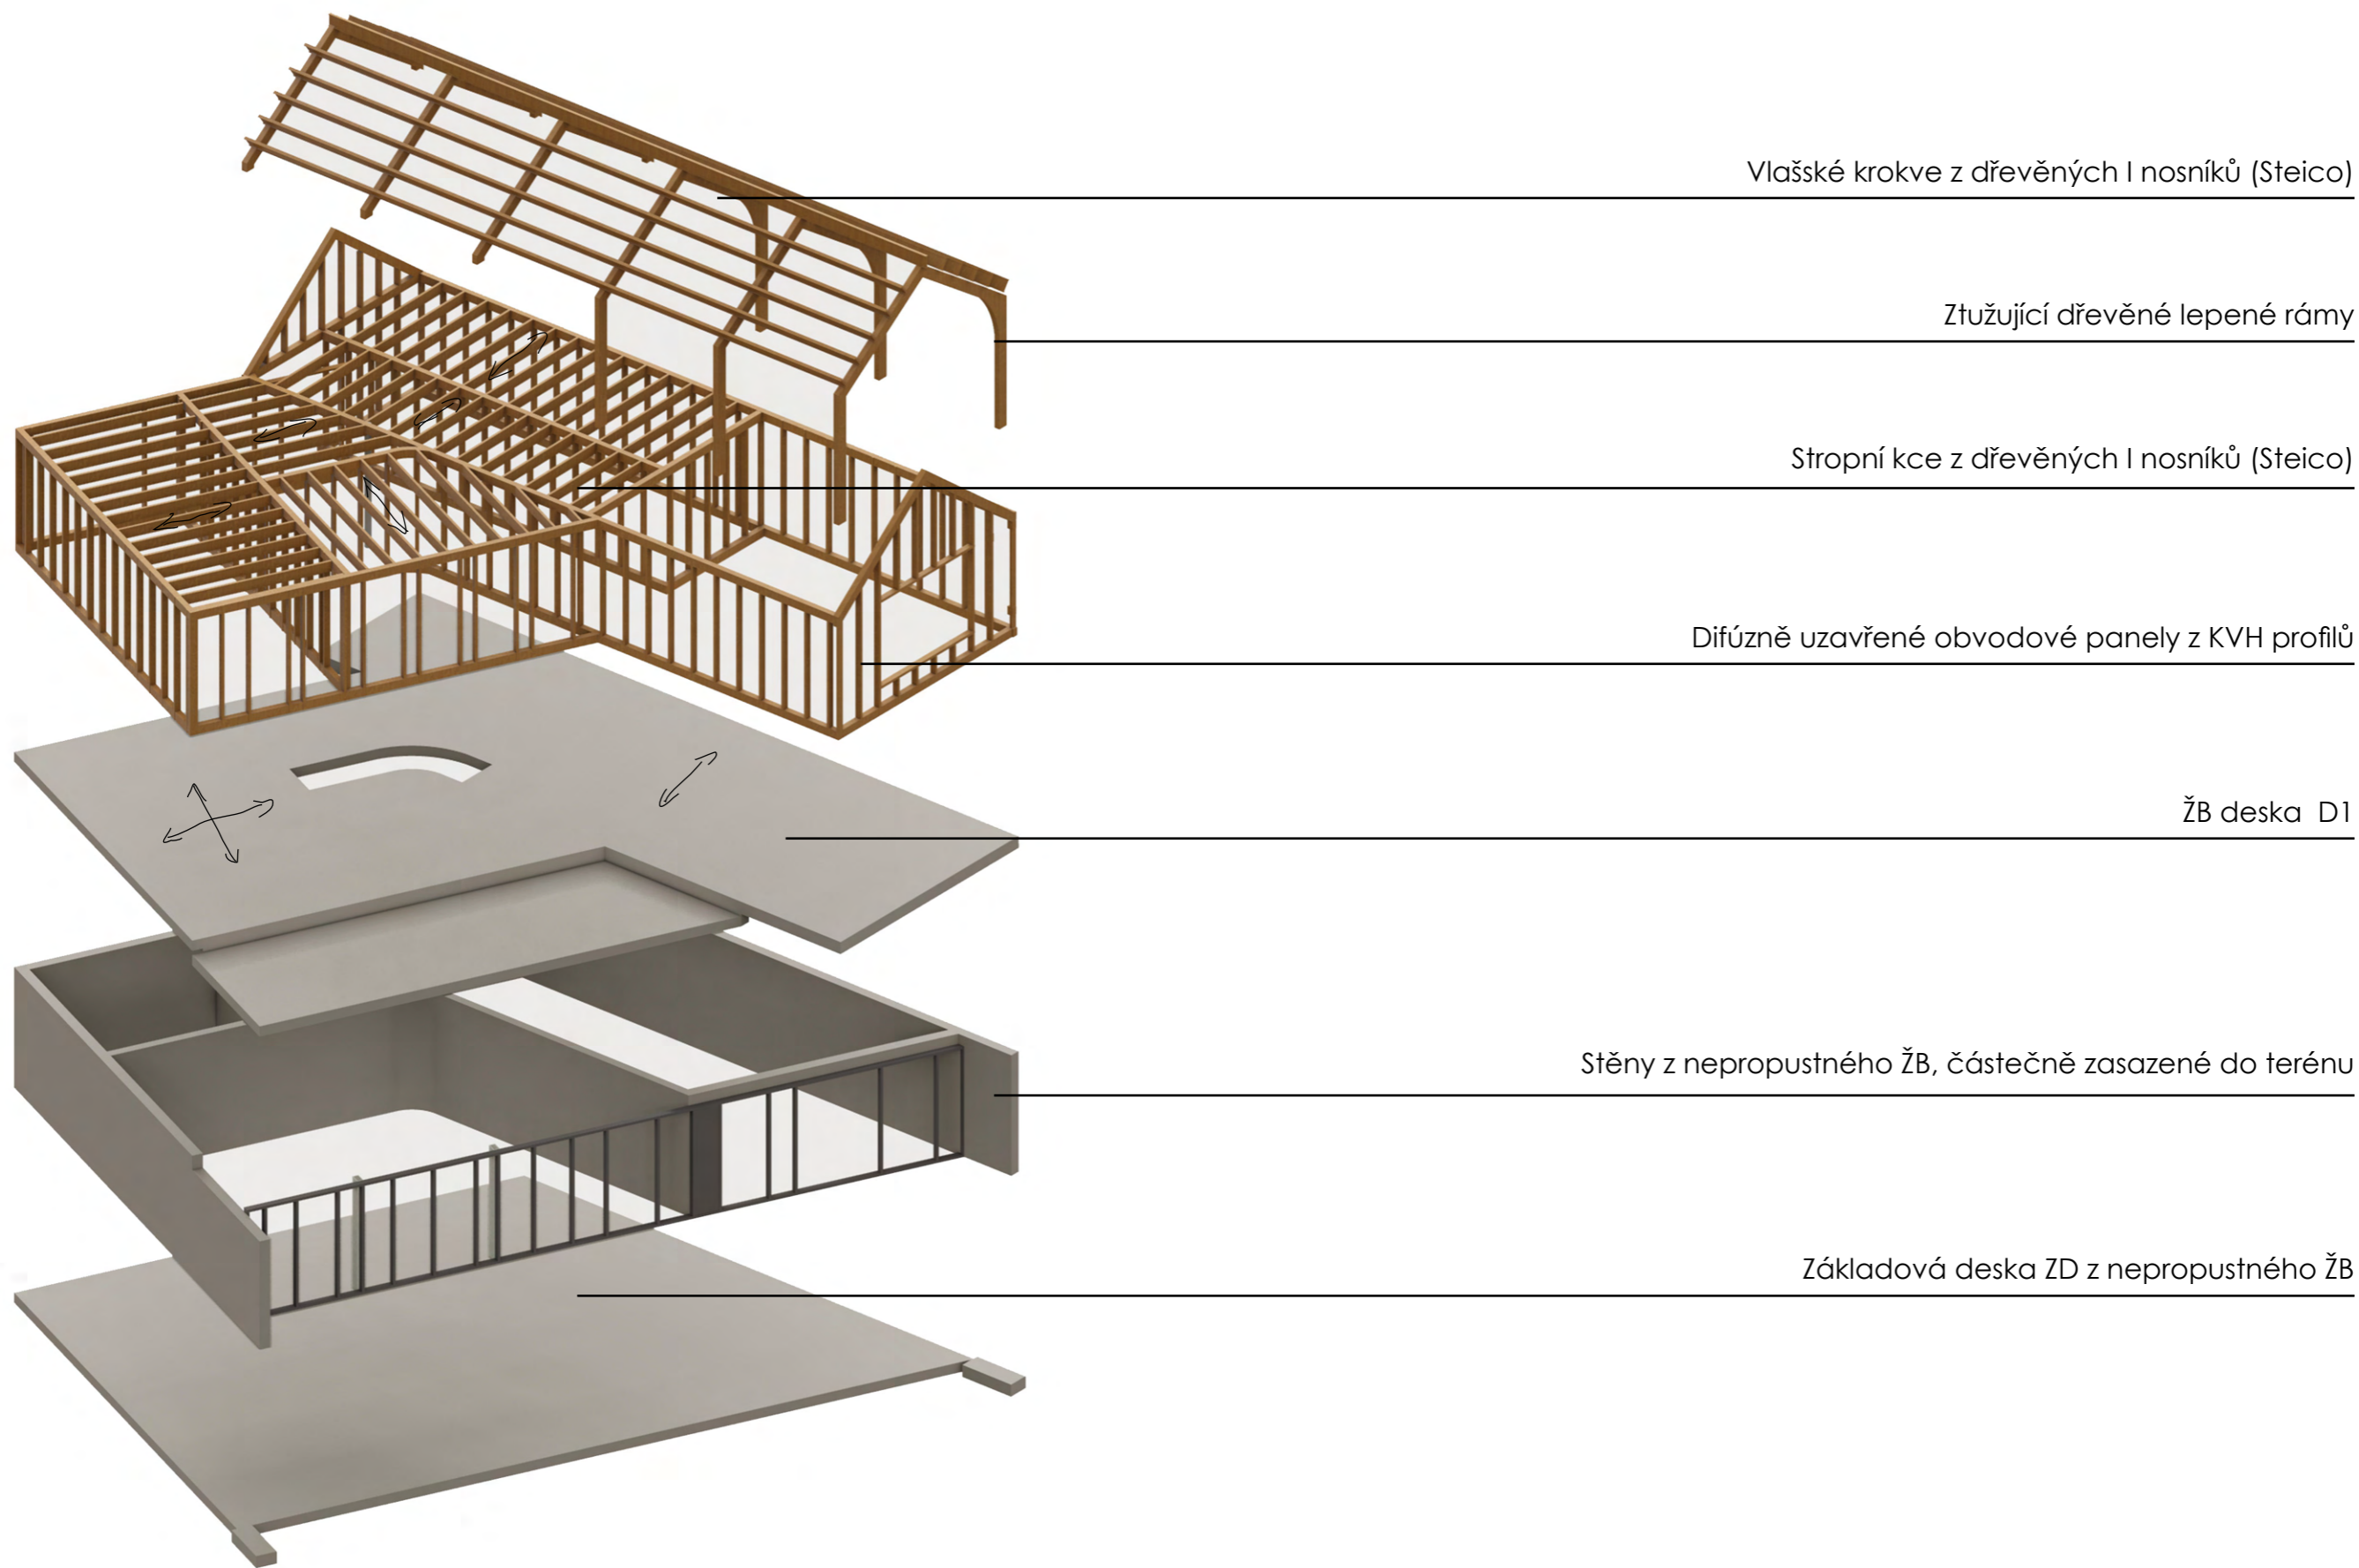 Vlašské krokve z dřevěných I nosníků (Steico)
Ztužující dřevěné lepené rámy
Stropní kce z dřevěných I nosníků (Steico)
Difúzně uzavřené obvodové panely z KVH profilů
ŽB deska D1
Stěny z nepropustného ŽB, částečně zasazené do terénu
Základová deska ZD z nepropustného ŽB